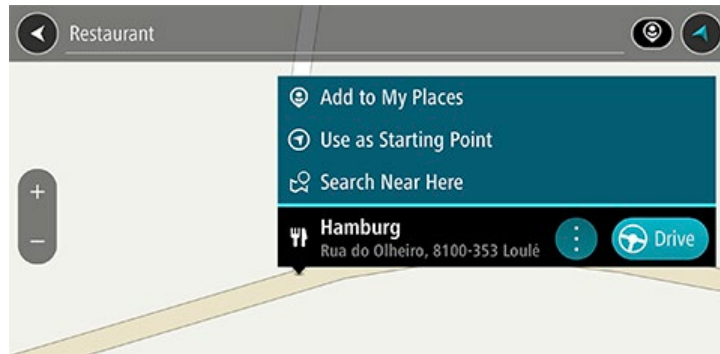 Restaurant
Add to My Places
Use as Starting Point
Search Near Here
Hamburg
Rua do Olheiro, 8100-353 Loulé
Drive
+
–